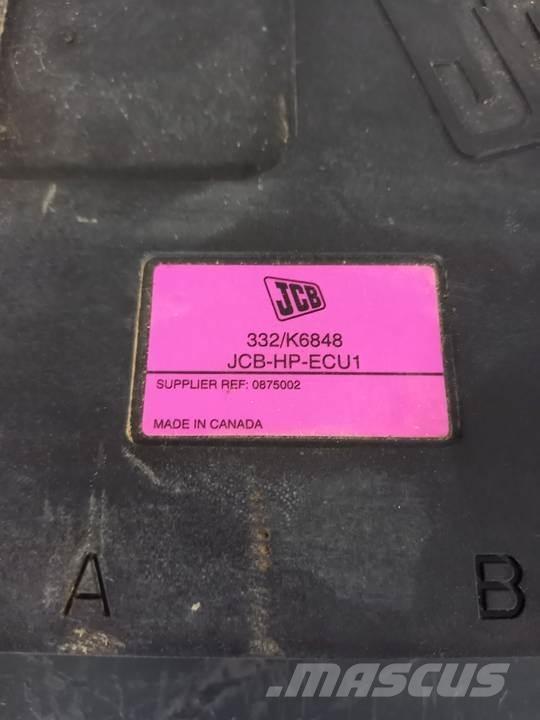 JCB
332/K6848
JCB-HP-ECU1
SUPPLIER REF: 0875002
MADE IN CANADA
A B
MASCUS